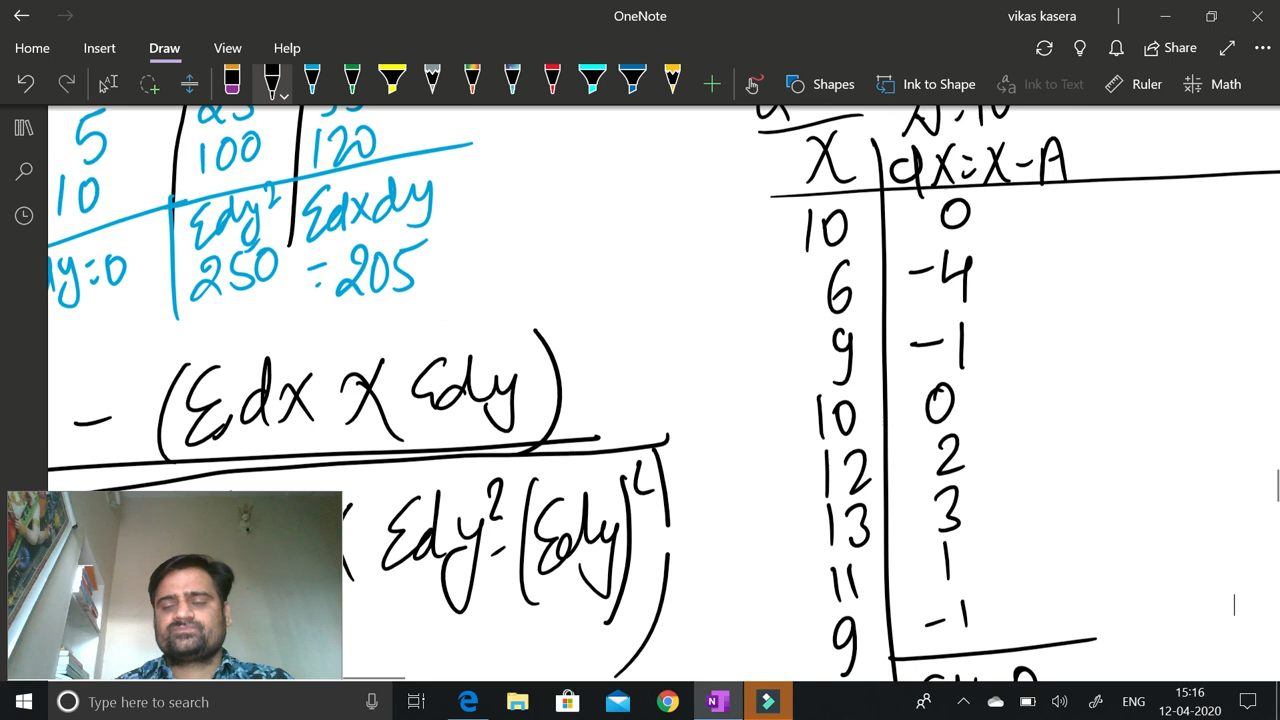 OneNote
vikas kasera
Home Insert Draw View Help
Share
Shapes Ink to Shape Ink to Text Ruler Math
5 100 120
10 Σdy² Σdxdy
dy=0 250 = 205
- (Σdx X Σdy)
Σdy² - (Σdy)²
X dX = X - A
10 0
6 -4
9 -1
10 0
12 2
13 3
11 1
9 -1
Type here to search
ENG
15:16
12-04-2020